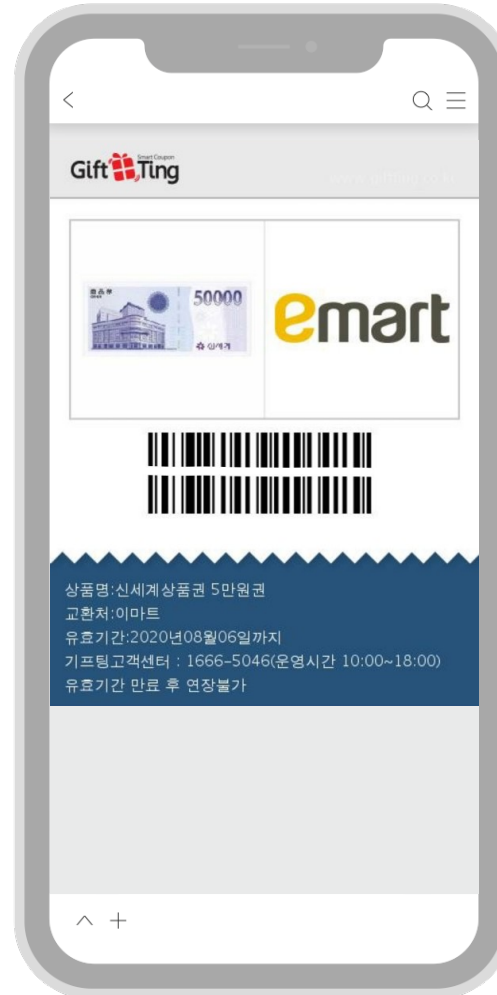 Smart Coupon
Gift Ting
商品券
50000
신세계
emart
상품명:신세계상품권 5만원권
교환처:이마트
유효기간:2020년08월06일까지
기프팅고객센터 : 1666-5046(운영시간 10:00~18:00)
유효기간 만료 후 연장불가